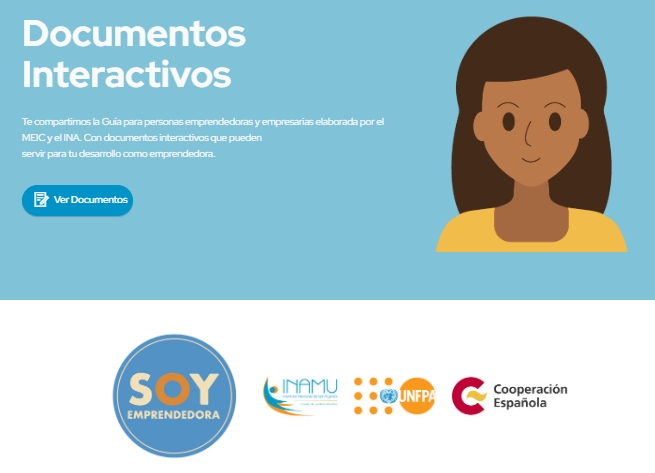 Documentos
Interactivos
Te compartimos la Guía para personas emprendedoras y empresarias elaborada por el
MEIC y el INA. Con documentos interactivos que pueden
servir para tu desarrollo como emprendedora.
Ver Documentos
SOY
EMPRENDEDORA
INAMU
UNFPA
Cooperación
Española